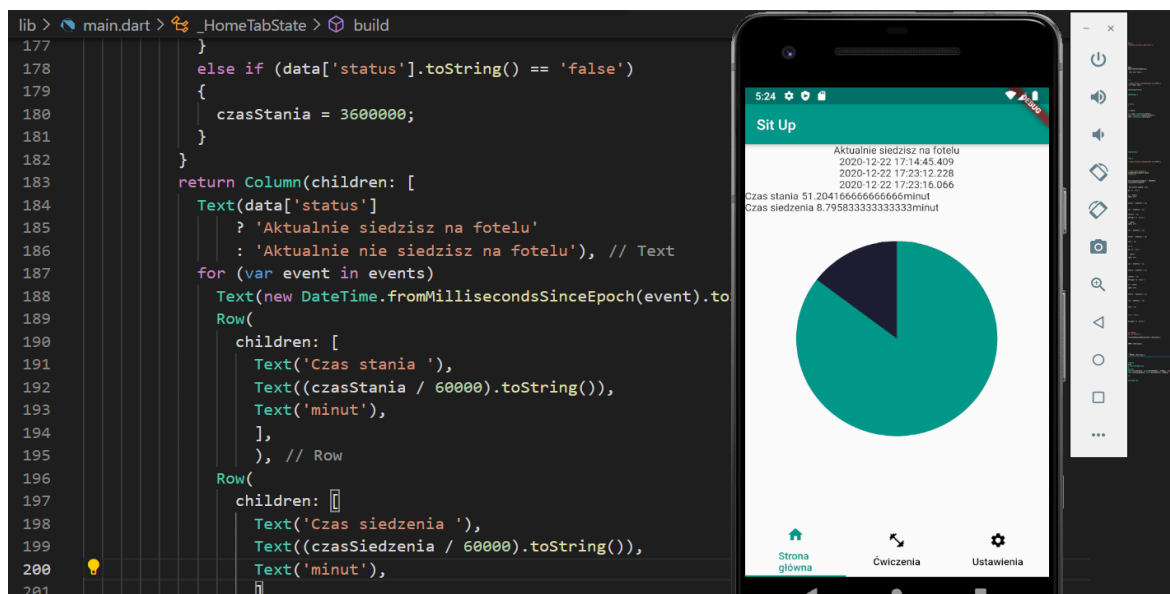 lib > main.dart > _HomeTabState > build
177 }
178 else if (data['status'].toString() == 'false')
179 {
180 czasStania = 3600000;
181 }
182 }
183 return Column(children: [
184 Text(data['status']
185 ? 'Aktualnie siedzisz na fotelu'
186 : 'Aktualnie nie siedzisz na fotelu'), // Text
187 for (var event in events)
188 Text(new DateTime.fromMillisecondsSinceEpoch(event).to
189 Row(
190 children: [
191 Text('Czas stania '),
192 Text((czasStania / 60000).toString()),
193 Text('minut'),
194 ],
195 ), // Row
196 Row(
197 children: [
198 Text('Czas siedzenia '),
199 Text((czasSiedzenia / 60000).toString()),
200 Text('minut'),
201 ]
5:24
DEBUG
Sit Up
Aktualnie siedzisz na fotelu
2020-12-22 17:14:45.409
2020-12-22 17:23:12.228
2020-12-22 17:23:16.066
Czas stania 51.204166666666666minut
Czas siedzenia 8.795833333333333minut
Strona
główna
Ćwiczenia
Ustawienia